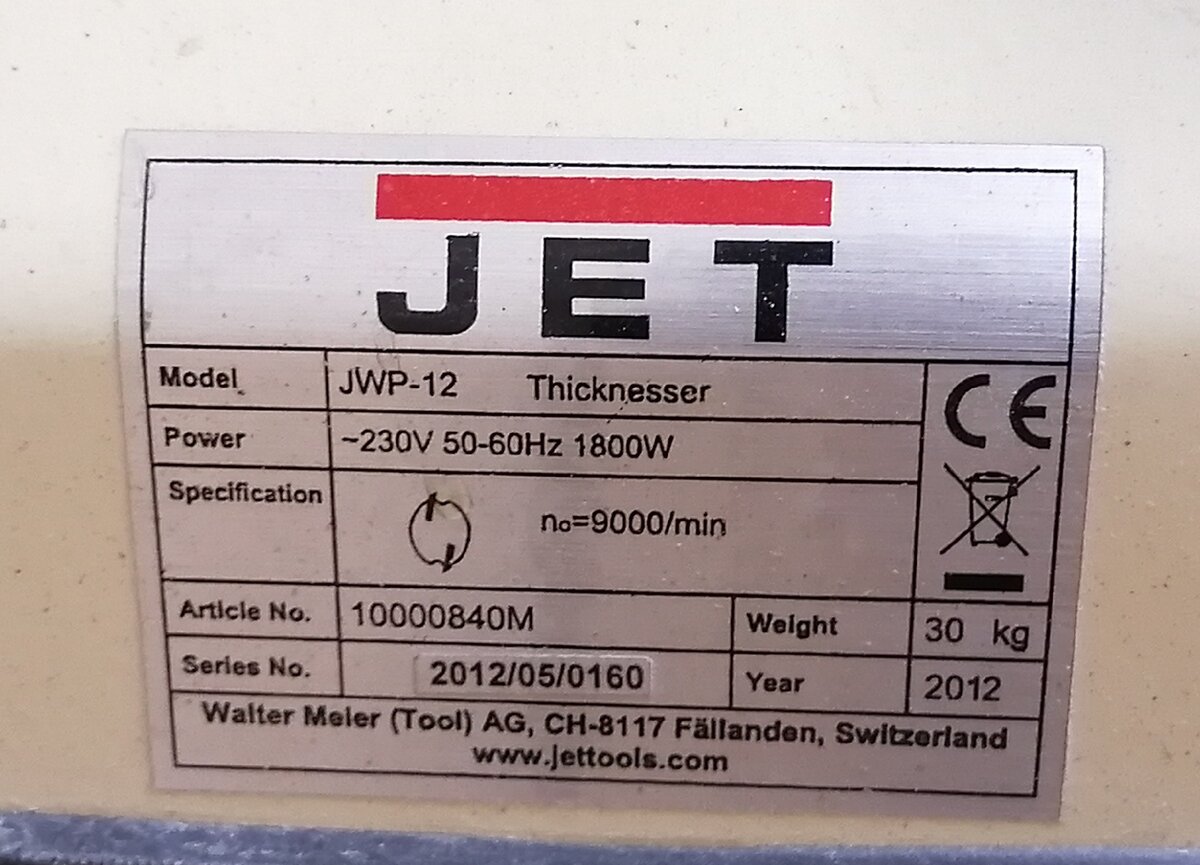 JET
Model JWP-12 Thicknesser
Power ~230V 50-60Hz 1800W CE
Specification n₀=9000/min
Article No. 10000840M Weight 30 kg
Series No. 2012/05/0160 Year 2012
Walter Meier (Tool) AG, CH-8117 Fällanden, Switzerland
www.jettools.com